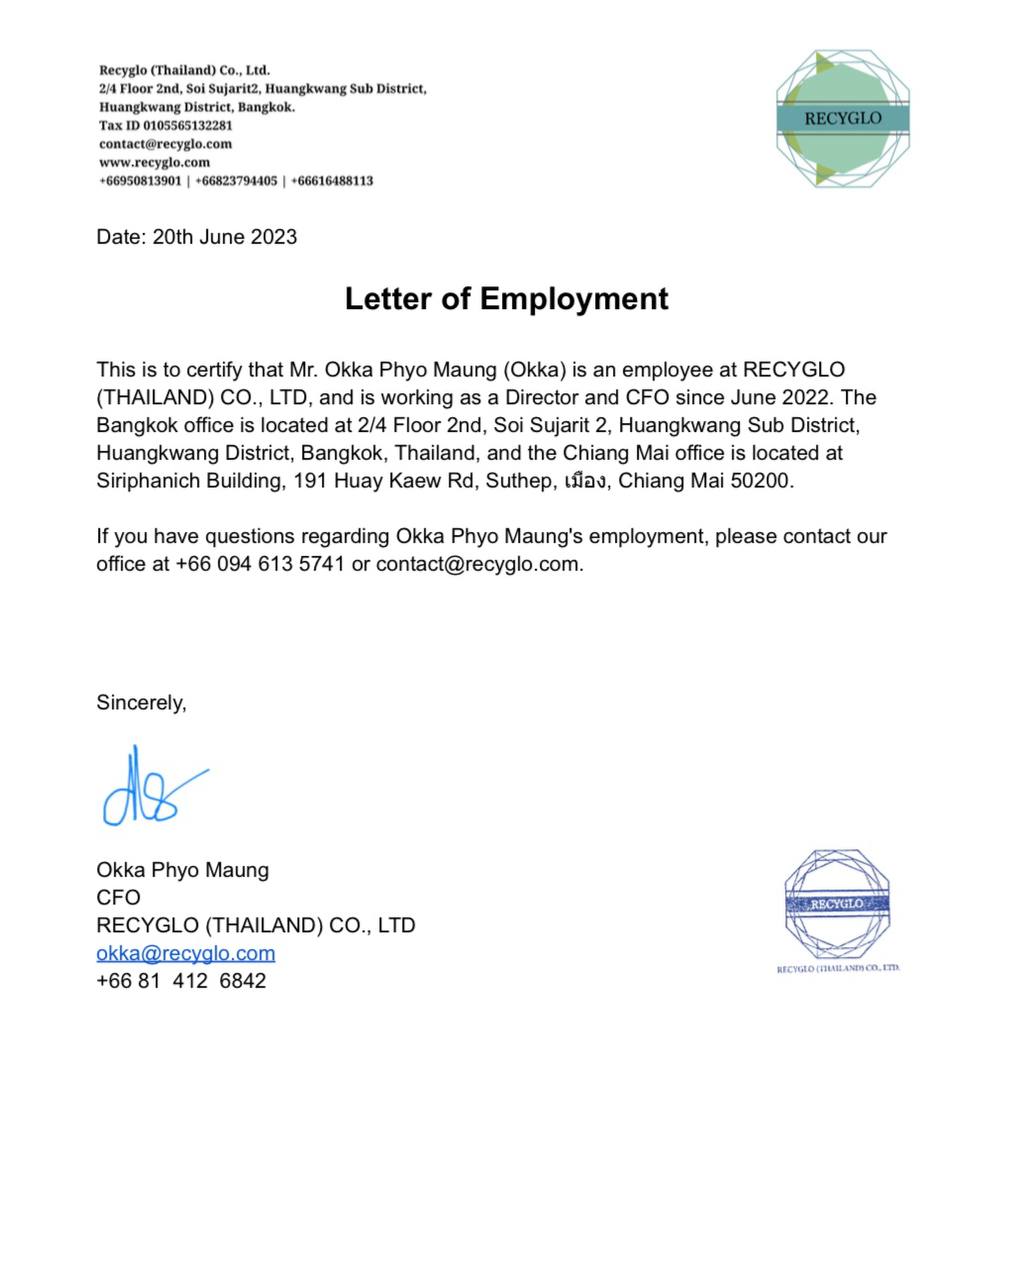 Recyglo (Thailand) Co., Ltd.
2/4 Floor 2nd, Soi Sujarit2, Huangkwang Sub District,
Huangkwang District, Bangkok.
Tax ID 0105565132281
contact@recyglo.com
www.recyglo.com
+66950813901 | +66823794405 | +66616488113
RECYGLO
Date: 20th June 2023
Letter of Employment
This is to certify that Mr. Okka Phyo Maung (Okka) is an employee at RECYGLO
(THAILAND) CO., LTD, and is working as a Director and CFO since June 2022. The
Bangkok office is located at 2/4 Floor 2nd, Soi Sujarit 2, Huangkwang Sub District,
Huangkwang District, Bangkok, Thailand, and the Chiang Mai office is located at
Siriphanich Building, 191 Huay Kaew Rd, Suthep, เมือง, Chiang Mai 50200.
If you have questions regarding Okka Phyo Maung's employment, please contact our
office at +66 094 613 5741 or contact@recyglo.com.
Sincerely,
Okka Phyo Maung
CFO
RECYGLO (THAILAND) CO., LTD
okka@recyglo.com
+66 81 412 6842
RECYGLO
RECYGLO (THAILAND) CO., LTD.